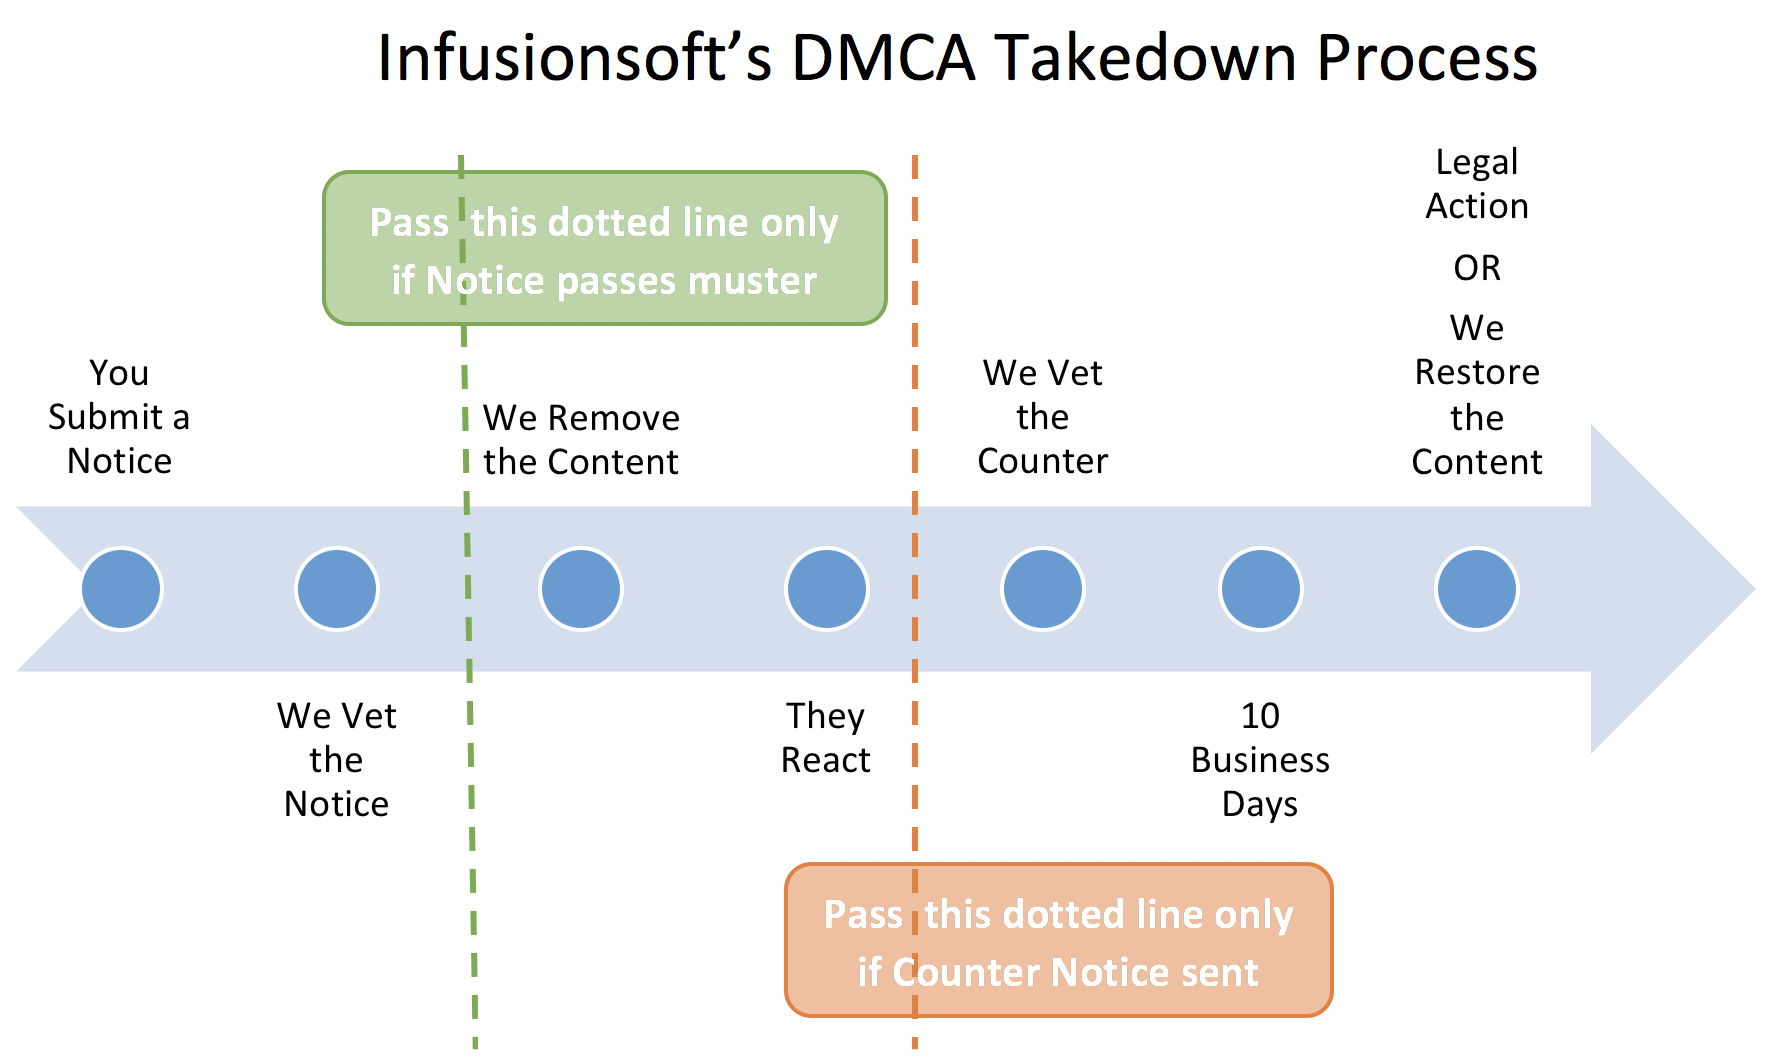 Infusionsoft’s DMCA Takedown Process
Pass this dotted line only
if Notice passes muster
You
Submit a
Notice
We Vet
the
Notice
We Remove
the Content
They
React
Pass this dotted line only
if Counter Notice sent
We Vet
the
Counter
10
Business
Days
Legal
Action
OR
We
Restore
the
Content